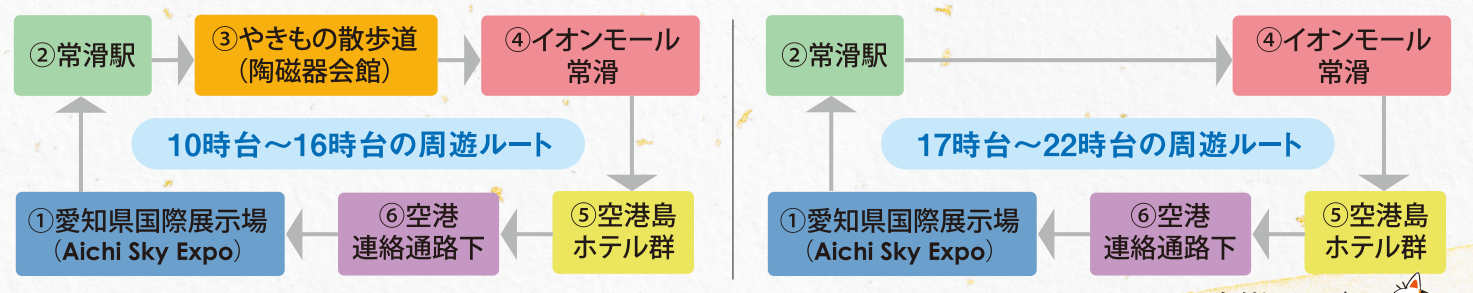 ②常滑駅
③やきもの散歩道
（陶磁器会館）
④イオンモール
常滑
10時台～16時台の周遊ルート
①愛知県国際展示場
（Aichi Sky Expo）
⑥空港
連絡通路下
⑤空港島
ホテル群
②常滑駅
④イオンモール
常滑
17時台～22時台の周遊ルート
①愛知県国際展示場
（Aichi Sky Expo）
⑥空港
連絡通路下
⑤空港島
ホテル群